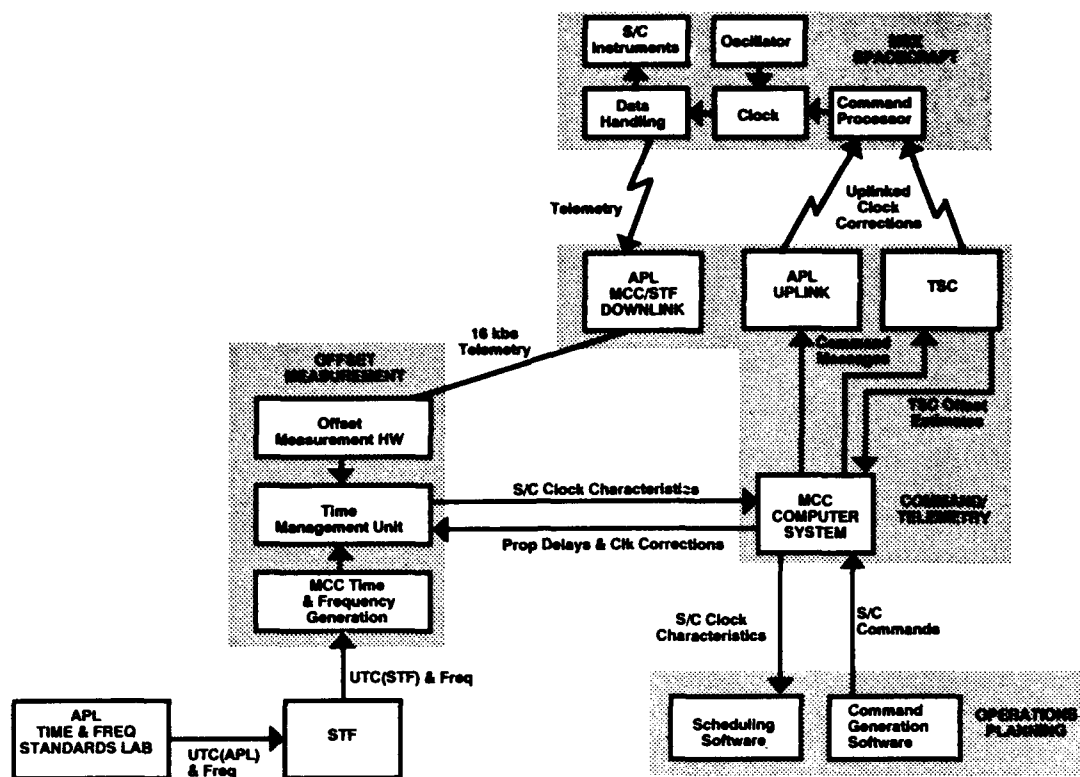 S/C
Instruments
Oscillator
SPACECRAFT
Data
Handling
Clock
Command
Processor
Telemetry
Uplinked
Clock
Corrections
APL
MCC/STF
DOWNLINK
APL
UPLINK
TSC
16 kbs
Telemetry
Command
Messages
OFFSET
MEASUREMENT
TSC Offset
Estimates
Offset
Measurement HW
S/C Clock Characteristics
Time
Management Unit
MCC
COMPUTER
SYSTEM
COMMAND/
TELEMETRY
Prop Delays & Clk Corrections
MCC Time
& Frequency
Generation
S/C Clock
Characteristics
S/C
Commands
UTC(STF) & Freq
APL
TIME & FREQ
STANDARDS LAB
STF
UTC(APL)
& Freq
Scheduling
Software
Command
Generation
Software
OPERATIONS
PLANNING